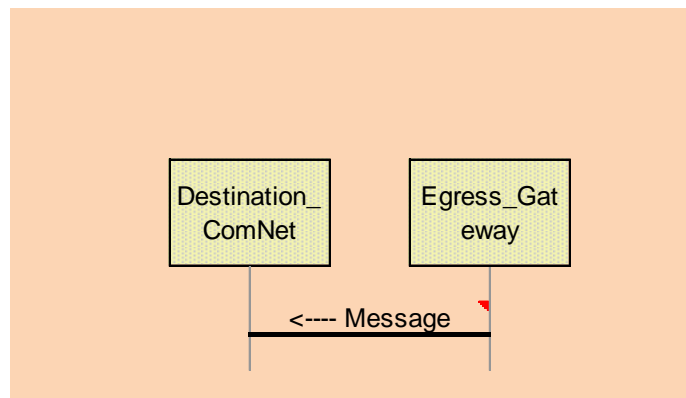 Destination_
ComNet
Egress_Gat
eway
<---- Message